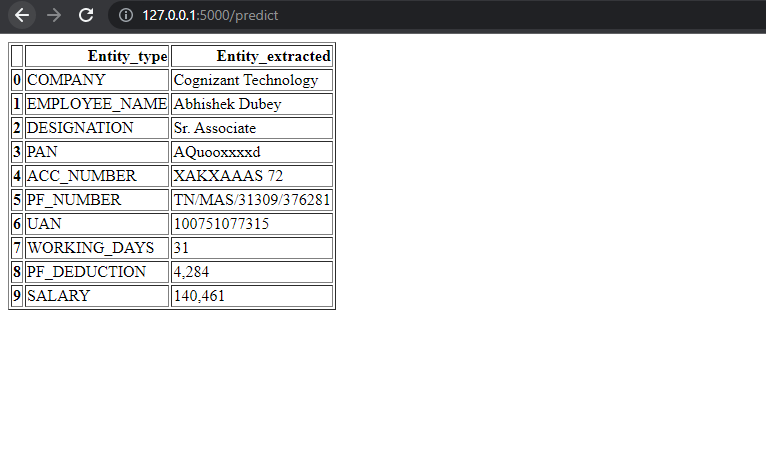 127.0.0.1:5000/predict
Entity_type Entity_extracted
0 COMPANY Cognizant Technology
1 EMPLOYEE_NAME Abhishek Dubey
2 DESIGNATION Sr. Associate
3 PAN AQuooxxxxd
4 ACC_NUMBER XAKXAAAS 72
5 PF_NUMBER TN/MAS/31309/376281
6 UAN 100751077315
7 WORKING_DAYS 31
8 PF_DEDUCTION 4,284
9 SALARY 140,461